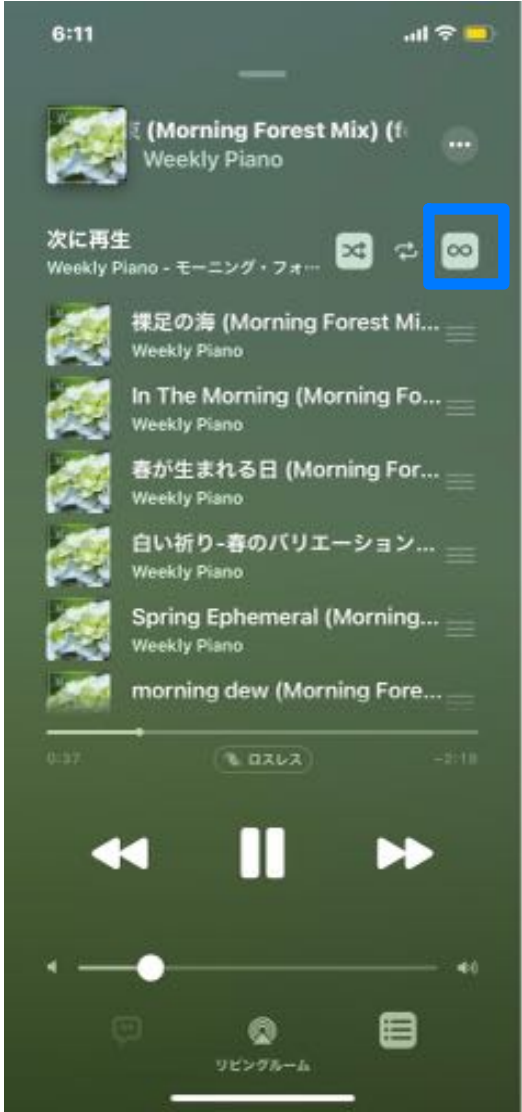 6:11
(Morning Forest Mix) (f
Weekly Piano
次に再生
Weekly Piano - モーニング・フォ…
裸足の海 (Morning Forest Mi...
Weekly Piano
In The Morning (Morning Fo...
Weekly Piano
春が生まれる日 (Morning For...
Weekly Piano
白い祈り-春のバリエーション...
Weekly Piano
Spring Ephemeral (Morning...
Weekly Piano
morning dew (Morning Fore...
0:37
ロスレス
-2:18
リビングルーム